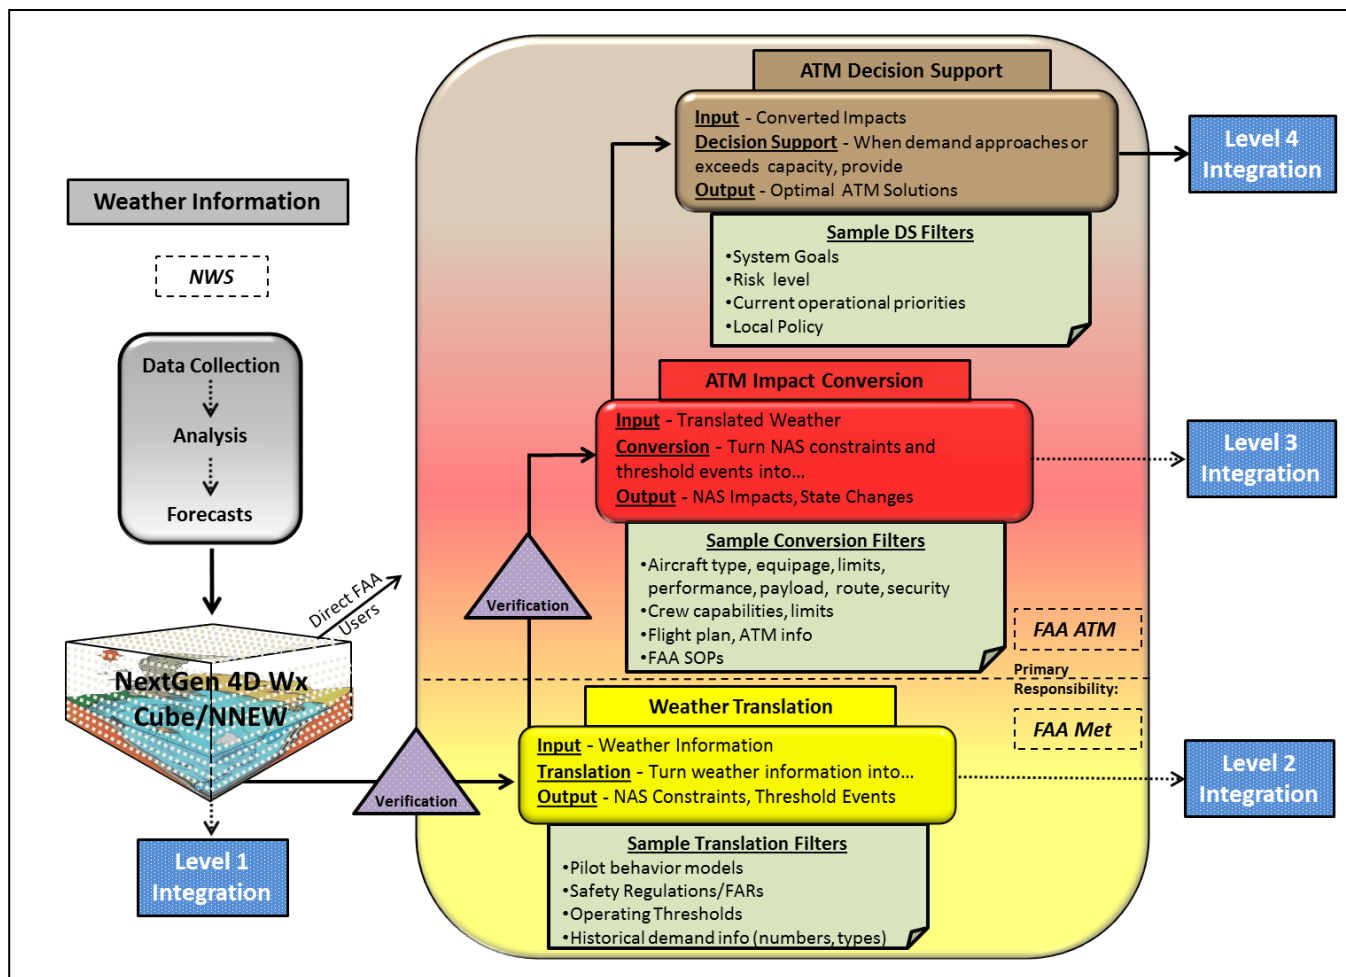 Weather Information
NWS
Data Collection
Analysis
Forecasts
Direct FAA
Users
NextGen 4D Wx
Cube/NNEW
Level 1
Integration
Verification
Verification
ATM Decision Support
Input - Converted Impacts
Decision Support - When demand approaches or
exceeds capacity, provide
Output - Optimal ATM Solutions
Sample DS Filters
•System Goals
•Risk level
•Current operational priorities
•Local Policy
Level 4
Integration
ATM Impact Conversion
Input - Translated Weather
Conversion - Turn NAS constraints and
threshold events into...
Output - NAS Impacts, State Changes
Sample Conversion Filters
•Aircraft type, equipage, limits,
performance, payload, route, security
•Crew capabilities, limits
•Flight plan, ATM info
•FAA SOPs
Level 3
Integration
FAA ATM
Primary
Responsibility:
FAA Met
Weather Translation
Input - Weather Information
Translation - Turn weather information into...
Output - NAS Constraints, Threshold Events
Sample Translation Filters
•Pilot behavior models
•Safety Regulations/FARs
•Operating Thresholds
•Historical demand info (numbers, types)
Level 2
Integration